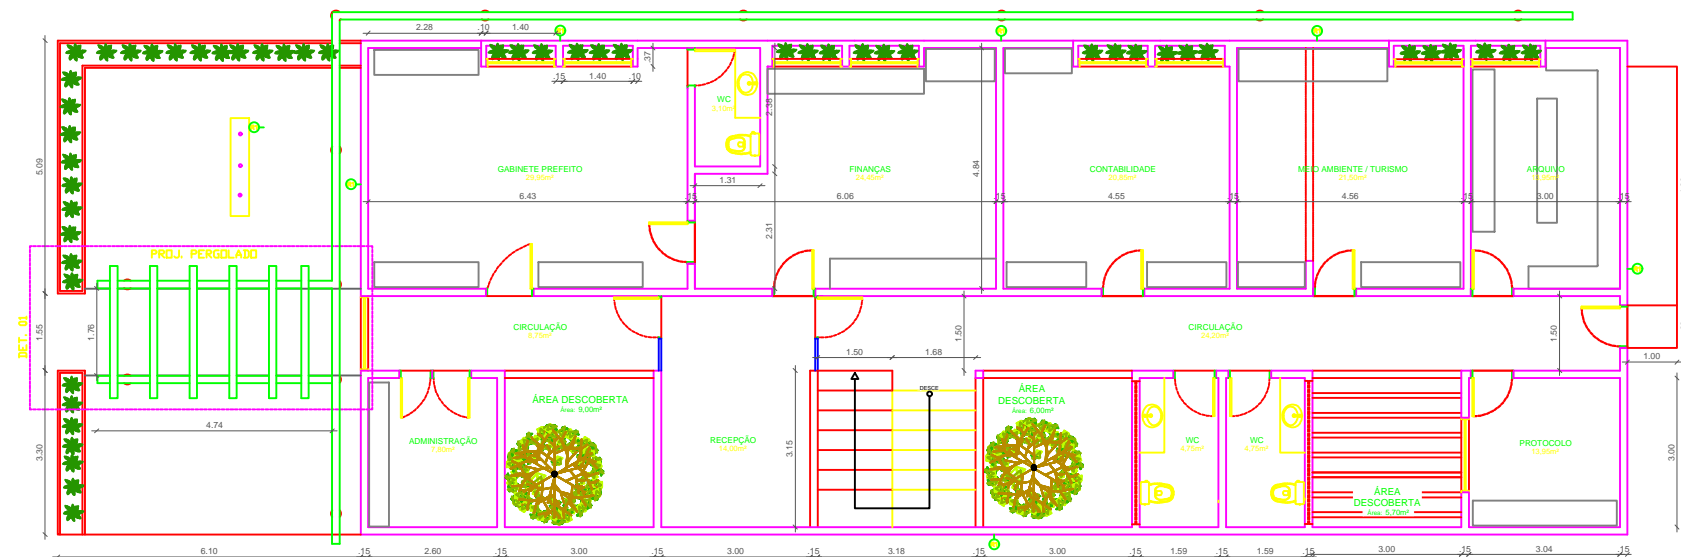 2.28
.10
1.40
.37
.15
1.40
.10
WC
2.38
5.09
GABINETE PREFEITO
FINANÇAS
4.84
CONTABILIDADE
MEIO AMBIENTE / TURISMO
ARQUIVO
1.31
6.43
.15
6.06
.15
4.55
.15
4.56
.15
3.00
.15
2.31
PROJ. PERGOLADO
DET. 01
1.55
1.76
CIRCULAÇÃO
1.50
CIRCULAÇÃO
1.50
1.50
1.68
1.00
DESCE
ÁREA DESCOBERTA
Área: 9,00m²
ÁREA
DESCOBERTA
Área: 6,00m²
4.74
ADMINISTRAÇÃO
RECEPÇÃO
3.15
WC
WC
PROTOCOLO
3.30
3.00
ÁREA
DESCOBERTA
Área: 5,70m²
6.10
.15
2.60
.15
3.00
.15
3.00
.15
3.18
.15
3.00
.15
1.59
.15
1.59
.15
3.00
.15
3.04
.15